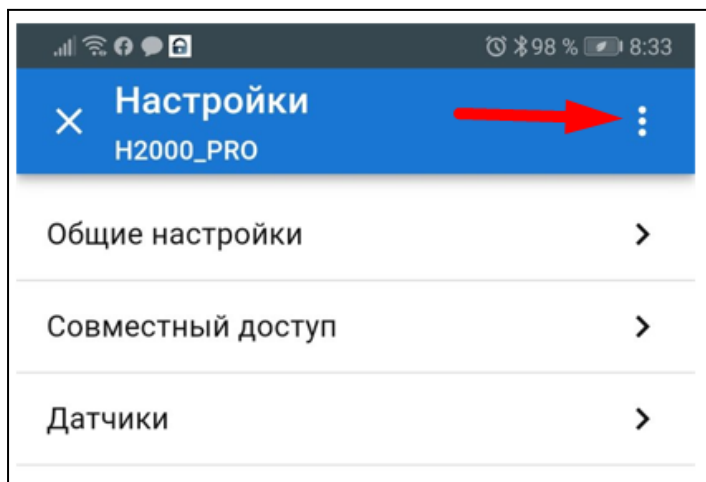 98 % 8:33
Настройки
H2000_PRO
Общие настройки
Совместный доступ
Датчики